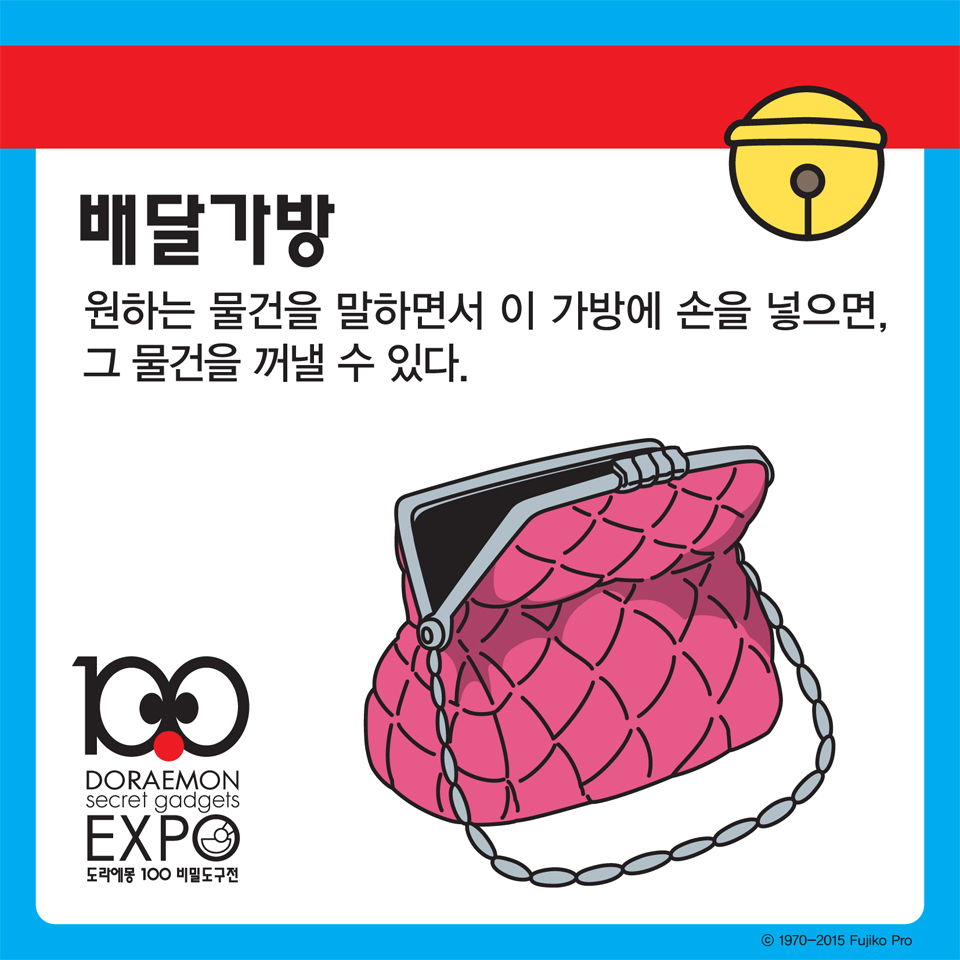 배달가방
원하는 물건을 말하면서 이 가방에 손을 넣으면,
그 물건을 꺼낼 수 있다.
100
DORAEMON
secret gadgets
EXPO
도라에몽 100 비밀도구전
© 1970-2015 Fujiko Pro